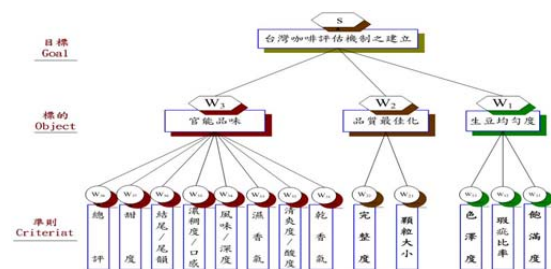 S
目標
Goal
台灣咖啡評估機制之建立
標的
Object
W₃
官能品味
W₂
品質最佳化
W₁
生豆均勻度
準則
Criteriat
總評
甜度
結尾/尾韻
濃稠度/口感
風味/深度
濕香氣
清爽度/酸度
乾香氣
完整度
顆粒大小
色澤度
瑕疵比率
飽滿度